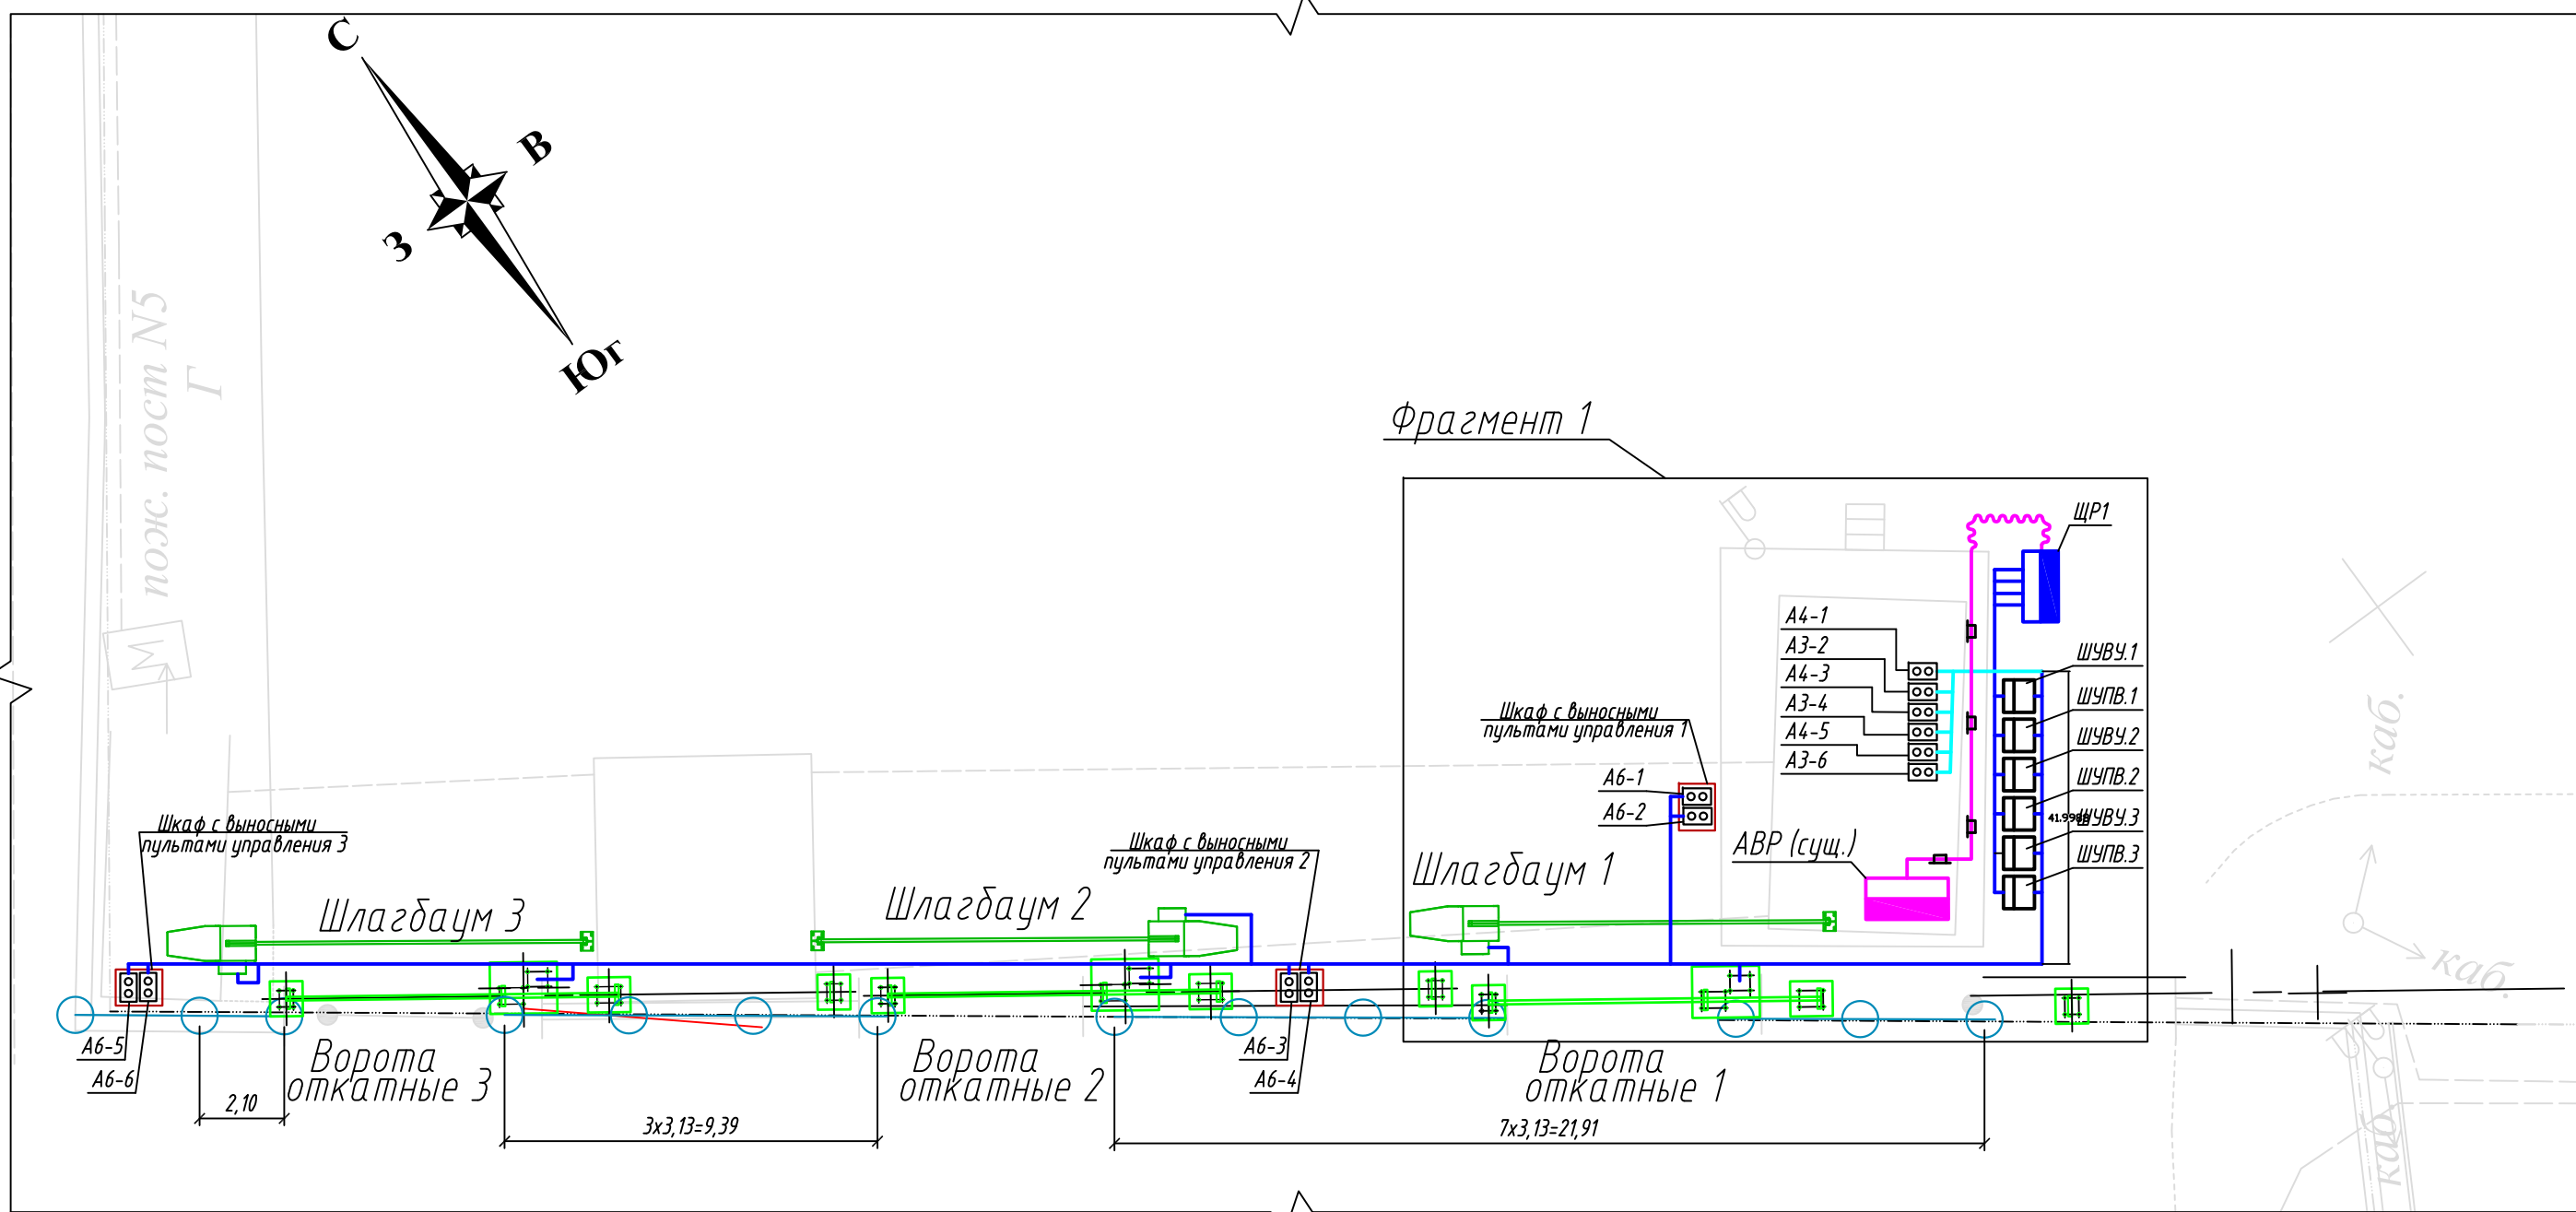 С
В
З
Юг
пож. пост N5
Г
М
Фрагмент 1
ЩР1
А4-1
А3-2
А4-3
А3-4
А4-5
А3-6
ШУВУ.1
ШУПВ.1
ШУВУ.2
ШУПВ.2
ШУВУ.3
ШУПВ.3
Шкаф с выносными
пультами управления 1
А6-1
А6-2
АВР (сущ.)
Шкаф с выносными
пультами управления 3
Шкаф с выносными
пультами управления 2
Шлагбаум 3
Шлагбаум 2
Шлагбаум 1
каб.
каб.
каб.
А6-5
А6-6
Ворота
откатные 3
Ворота
откатные 2
А6-3
А6-4
Ворота
откатные 1
2,10
3х3,13=9,39
7х3,13=21,91